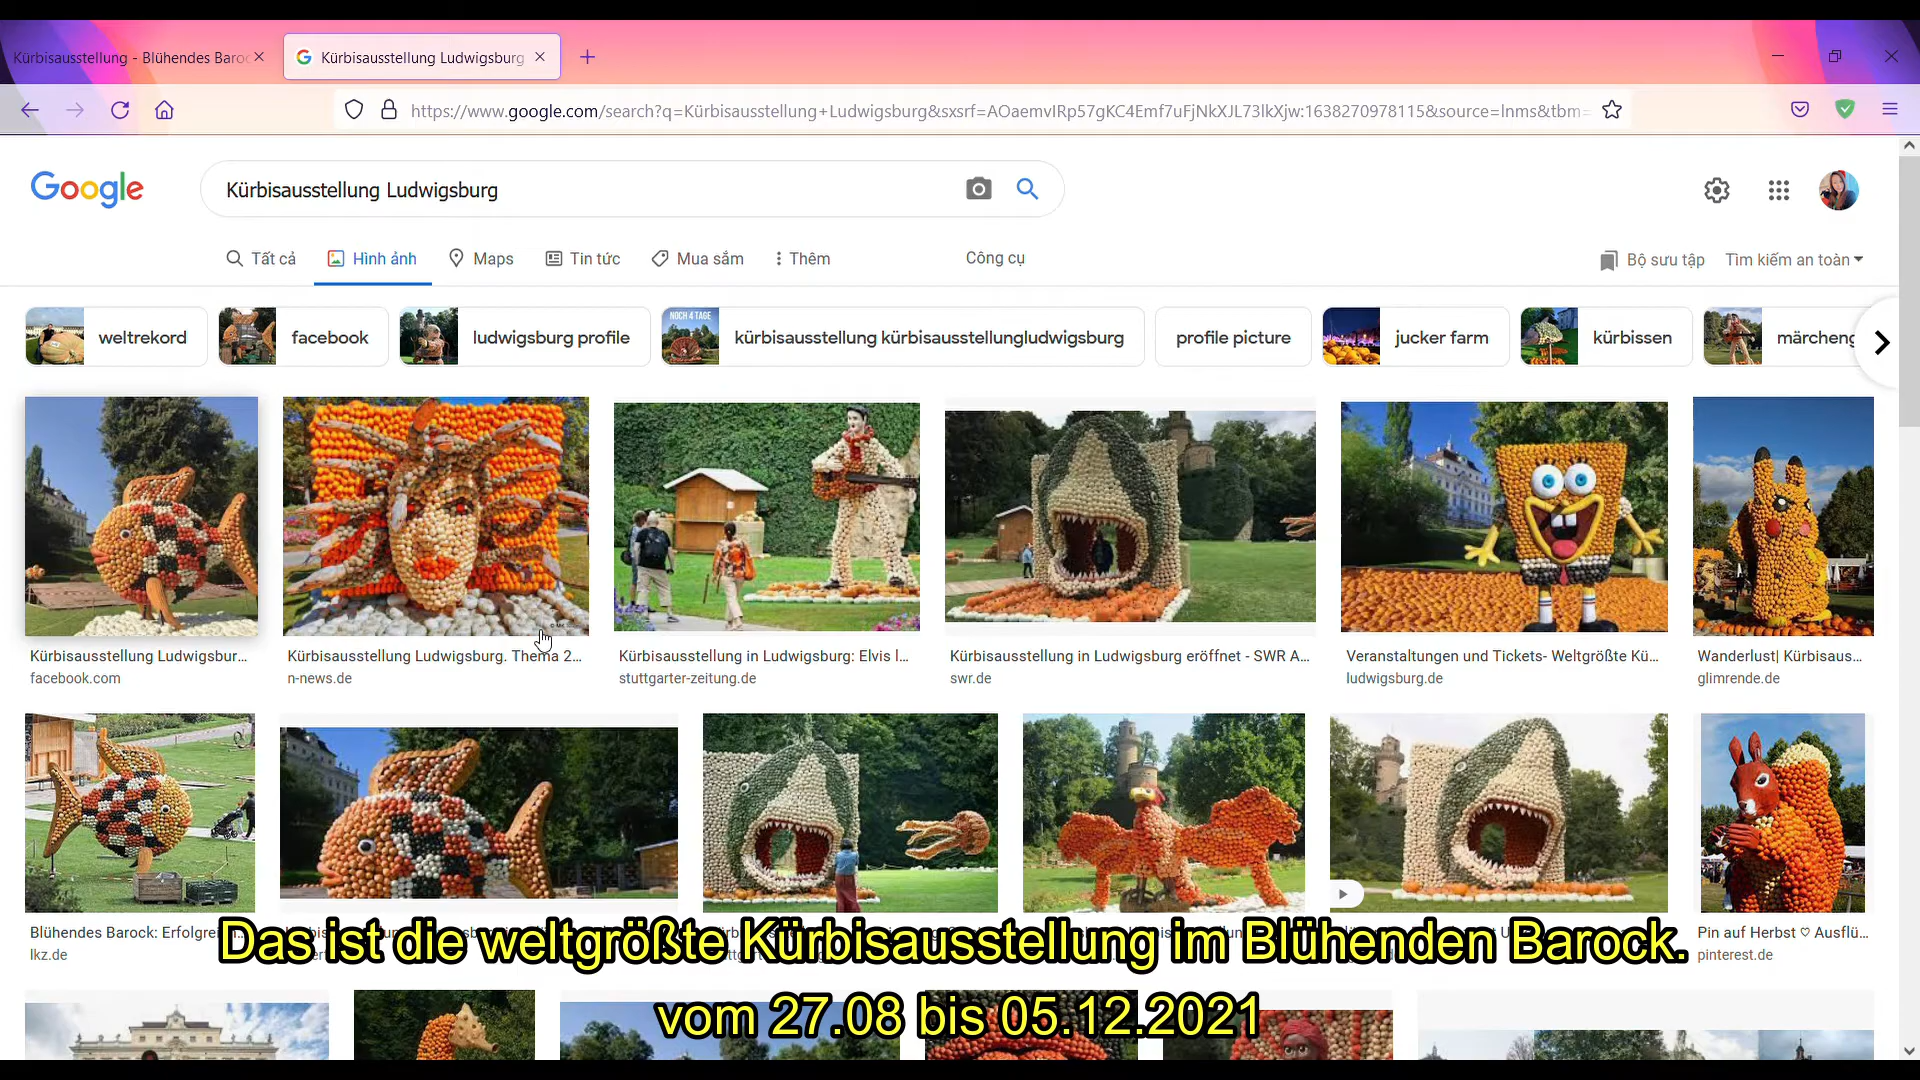 Kürbisausstellung - Blühendes Baroc
Kürbisausstellung Ludwigsburg
https://www.google.com/search?q=Kürbisausstellung+Ludwigsburg&sxsrf=AOaemvIRp57gKC4Emf7uFjNkXJL73lkXjw:1638270978115&source=lnms&tbm=
Google
Kürbisausstellung Ludwigsburg
Tất cả
Hình ảnh
Maps
Tin tức
Mua sắm
Thêm
Công cụ
Bộ sưu tập
Tìm kiếm an toàn
weltrekord
facebook
ludwigsburg profile
NOCH 4 TAGE
kürbisausstellung kürbisausstellungludwigsburg
profile picture
jucker farm
kürbissen
märcheng
Kürbisausstellung Ludwigsbur...
facebook.com
Kürbisausstellung Ludwigsburg. Thema 2...
n-news.de
Kürbisausstellung in Ludwigsburg: Elvis l...
stuttgarter-zeitung.de
Kürbisausstellung in Ludwigsburg eröffnet - SWR A...
swr.de
Veranstaltungen und Tickets- Weltgrößte Kü...
ludwigsburg.de
Wanderlust| Kürbisaus...
glimrende.de
Blühendes Barock: Erfolgrei
lkz.de
Pin auf Herbst ♡ Ausflü...
pinterest.de
Das ist die weltgrößte Kürbisausstellung im Blühenden Barock.
vom 27.08 bis 05.12.2021